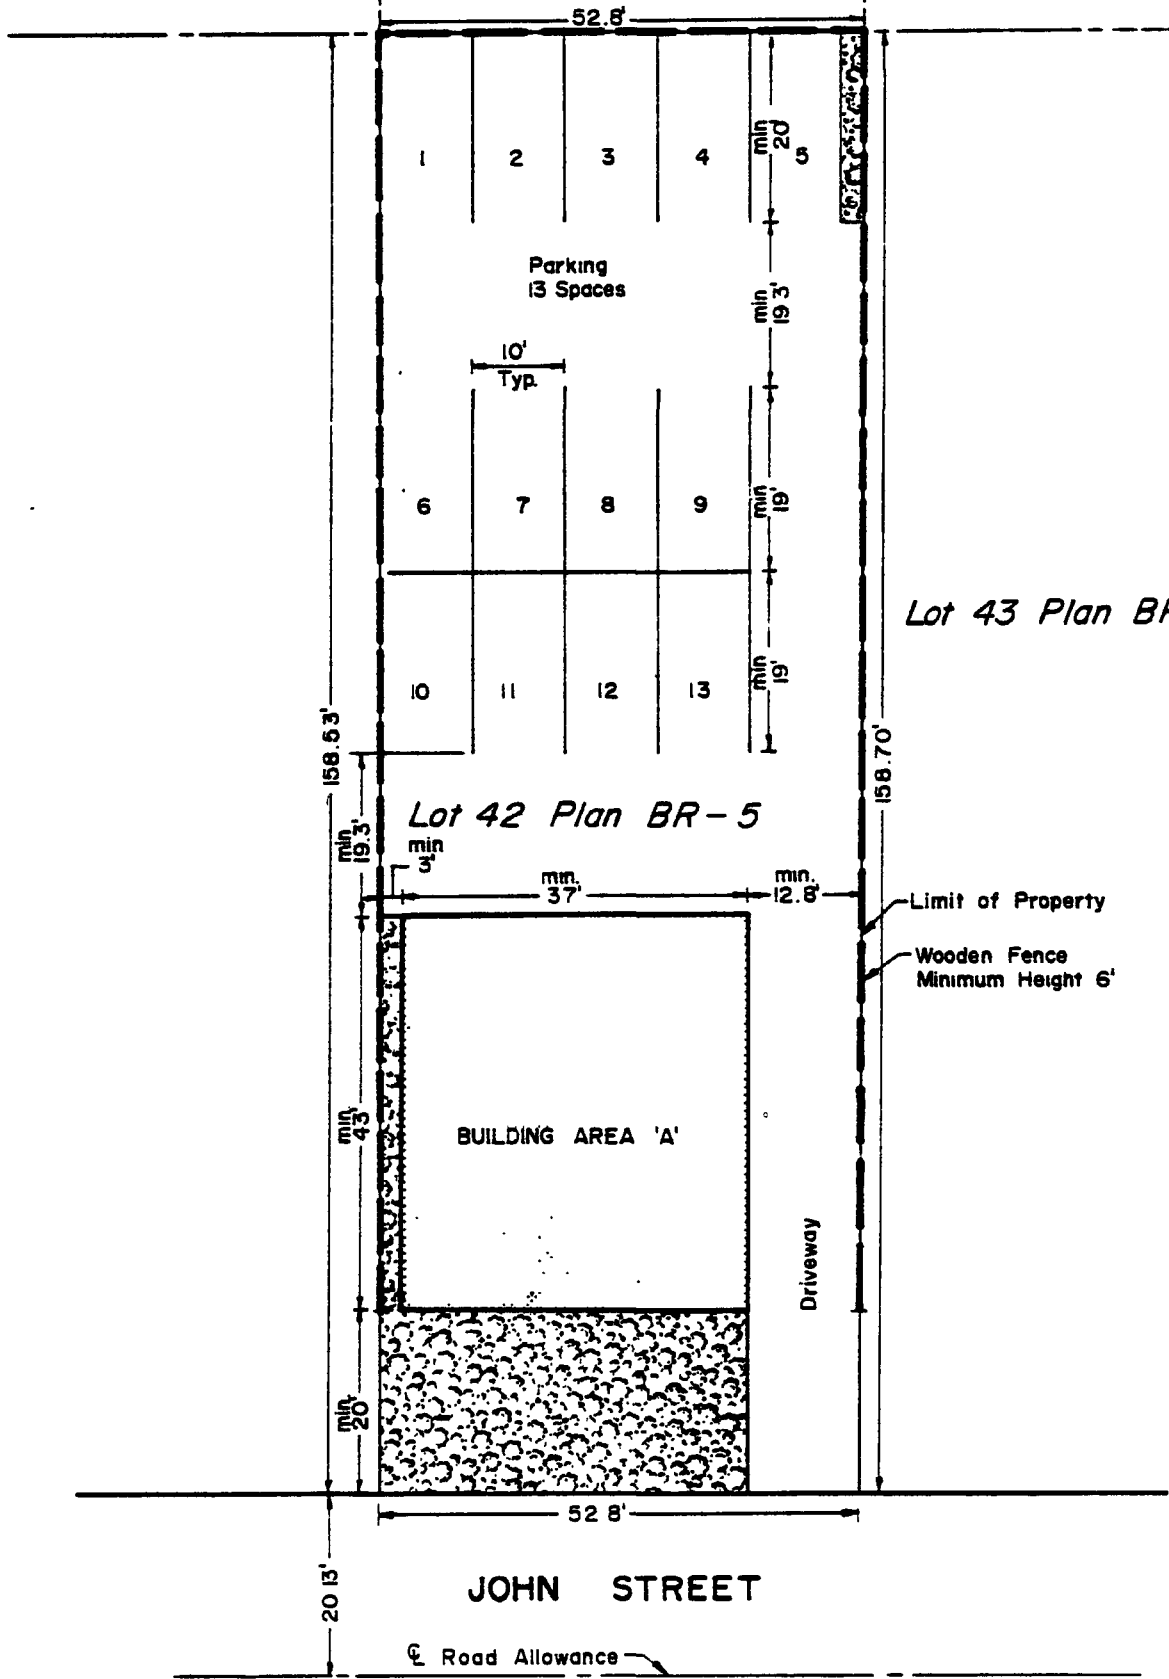 52.8'
1
2
3
4
min
20'
5
Parking
13 Spaces
min
19 3'
10'
Typ.
6
7
8
9
min
19'
10
11
12
13
min
19'
Lot 43 Plan BR
158.53'
158.70'
min
19.3'
Lot 42 Plan BR-5
min
3'
min.
37'
min.
12.8'
Limit of Property
Wooden Fence
Minimum Height 6'
min.
43'
BUILDING AREA 'A'
Driveway
min.
20'
52 8'
20 13'
JOHN STREET
℄ Road Allowance